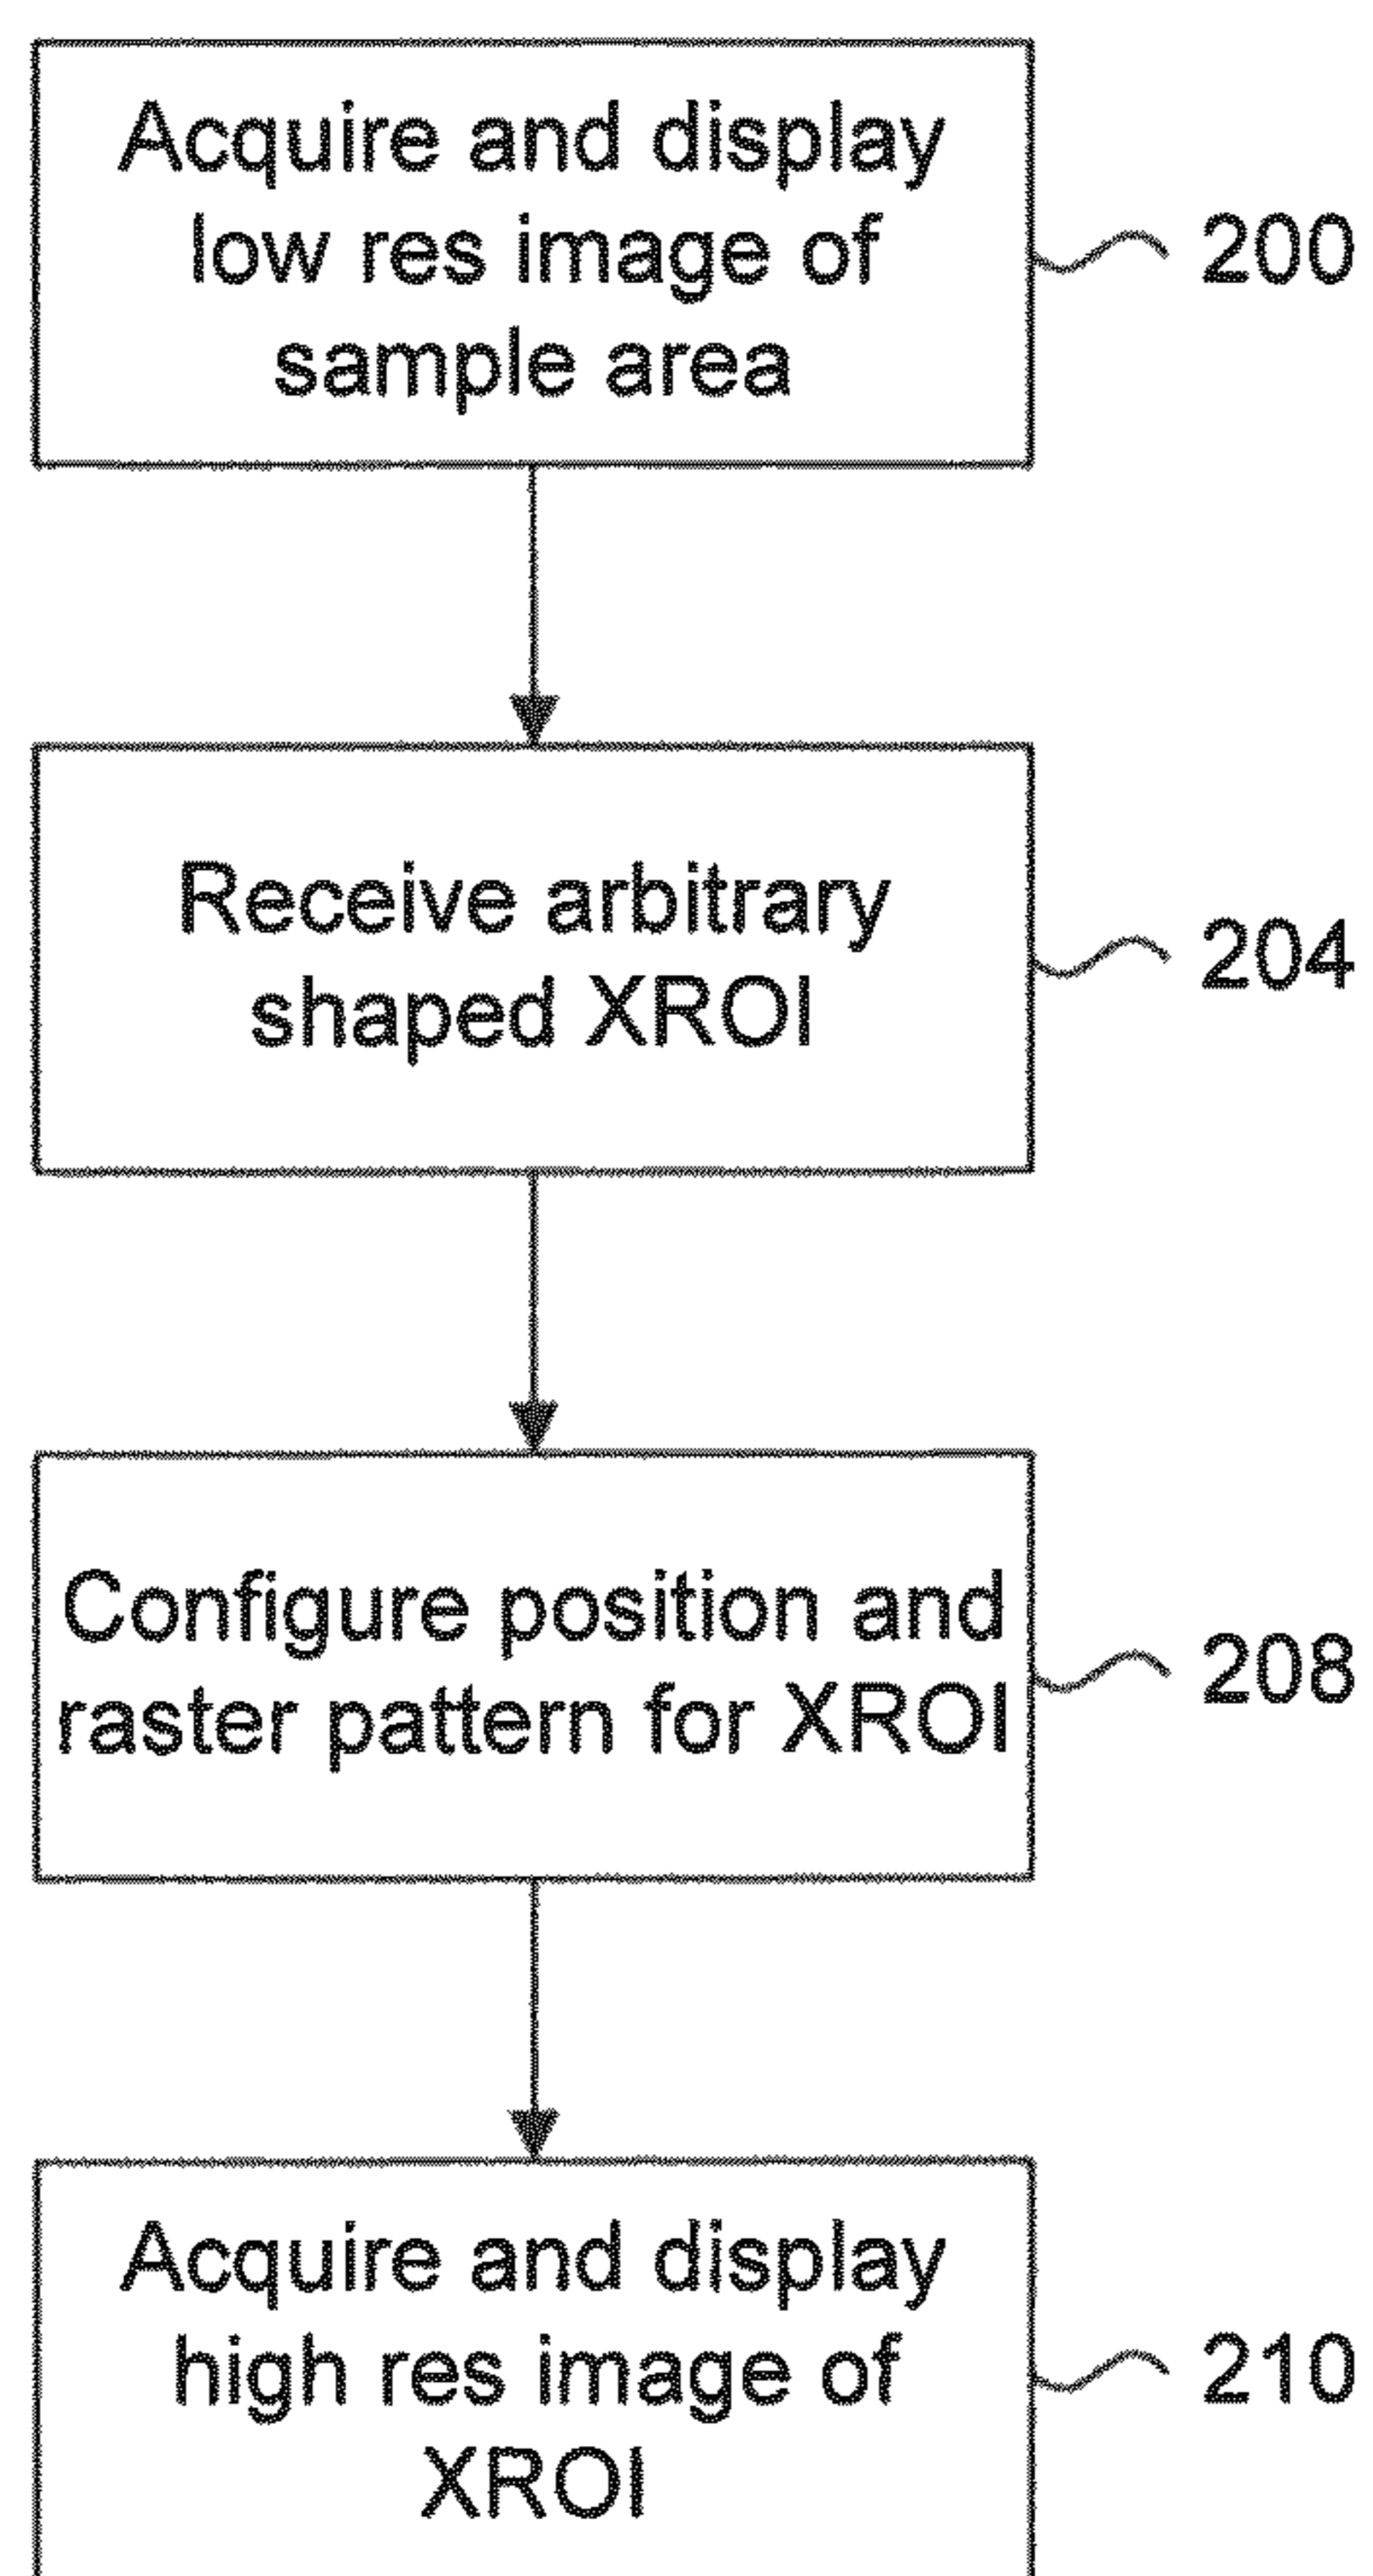 Acquire and display
low res image of
sample area
200
Receive arbitrary
shaped XROI
204
Configure position and
raster pattern for XROI
208
Acquire and display
high res image of
XROI
210